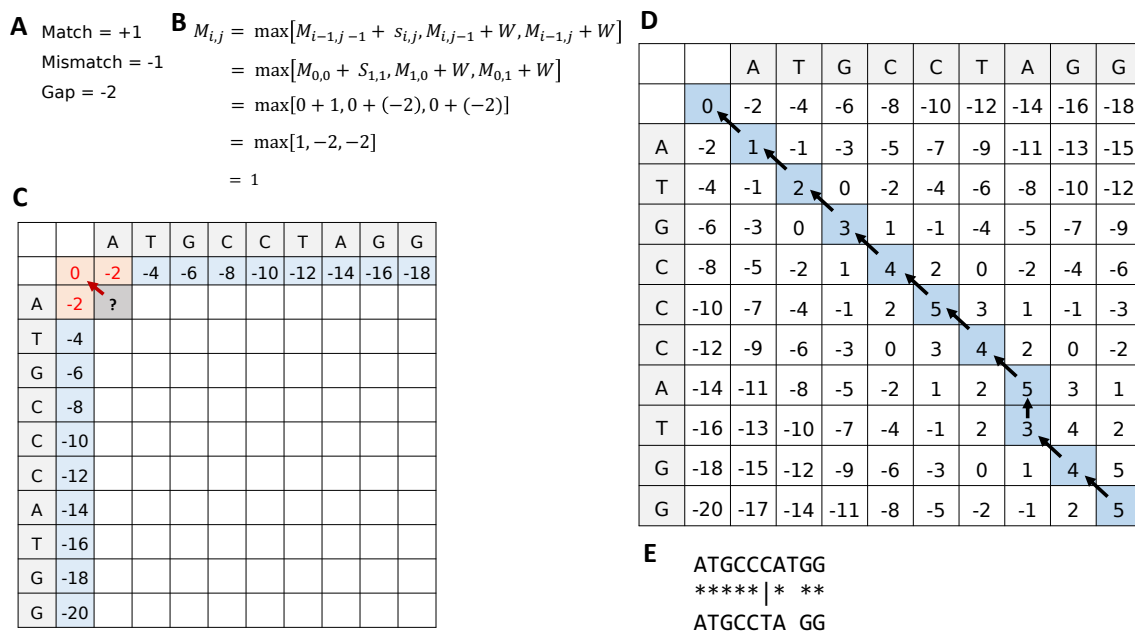 A
Match = +1
Mismatch = -1
Gap = -2
B
M_{i,j} = max[M_{i−1,j−1} + s_{i,j}, M_{i,j−1} + W, M_{i−1,j} + W]
= max[M_{0,0} + S_{1,1}, M_{1,0} + W, M_{0,1} + W]
= max[0 + 1, 0 + (−2), 0 + (−2)]
= max[1, −2, −2]
= 1
C
A T G C C T A G G
0 -2 -4 -6 -8 -10 -12 -14 -16 -18
A -2 ?
T -4
G -6
C -8
C -10
C -12
A -14
T -16
G -18
G -20
D
A T G C C T A G G
0 -2 -4 -6 -8 -10 -12 -14 -16 -18
A -2 1 -1 -3 -5 -7 -9 -11 -13 -15
T -4 -1 2 0 -2 -4 -6 -8 -10 -12
G -6 -3 0 3 1 -1 -4 -5 -7 -9
C -8 -5 -2 1 4 2 0 -2 -4 -6
C -10 -7 -4 -1 2 5 3 1 -1 -3
C -12 -9 -6 -3 0 3 4 2 0 -2
A -14 -11 -8 -5 -2 1 2 5 3 1
T -16 -13 -10 -7 -4 -1 2 3 4 2
G -18 -15 -12 -9 -6 -3 0 1 4 5
G -20 -17 -14 -11 -8 -5 -2 -1 2 5
E
ATGCCCATGG
*****|* **
ATGCCTA GG